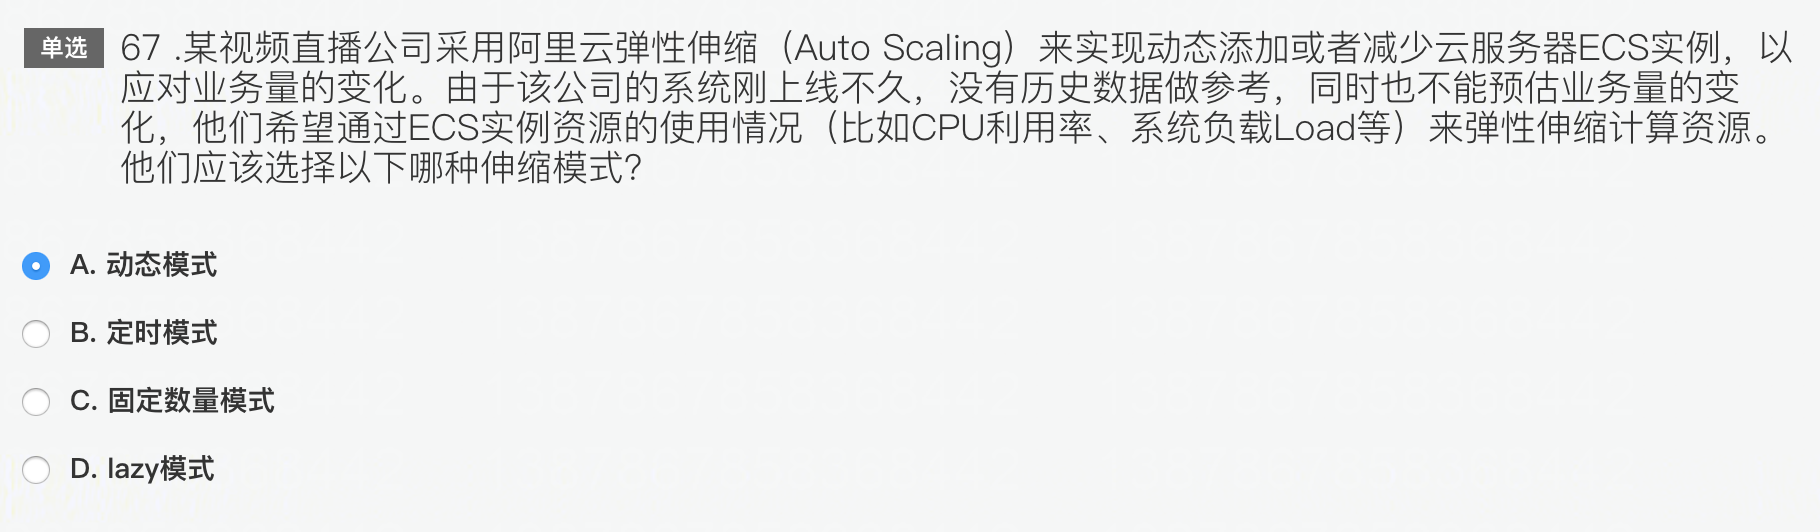 单选 67 .某视频直播公司采用阿里云弹性伸缩（Auto Scaling）来实现动态添加或者减少云服务器ECS实例，以
应对业务量的变化。由于该公司的系统刚上线不久，没有历史数据做参考，同时也不能预估业务量的变
化，他们希望通过ECS实例资源的使用情况（比如CPU利用率、系统负载Load等）来弹性伸缩计算资源。
他们应该选择以下哪种伸缩模式？
A. 动态模式
B. 定时模式
C. 固定数量模式
D. lazy模式